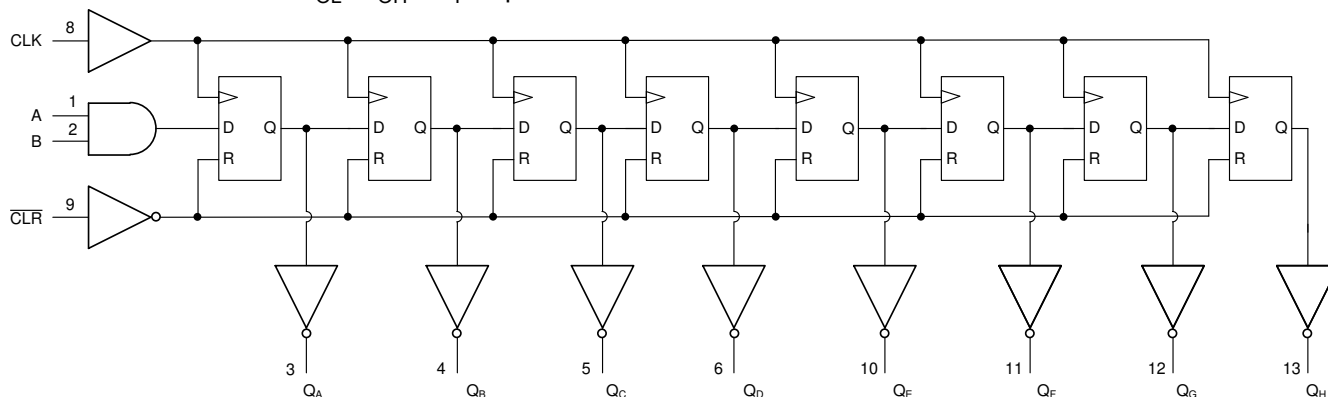 CLK 8
A 1
B 2
D Q D Q D Q D Q D Q D Q D Q D Q
R R R R R R R R
CLR 9
3 4 5 6 10 11 12 13
QA QB QC QD QE QF QG QH